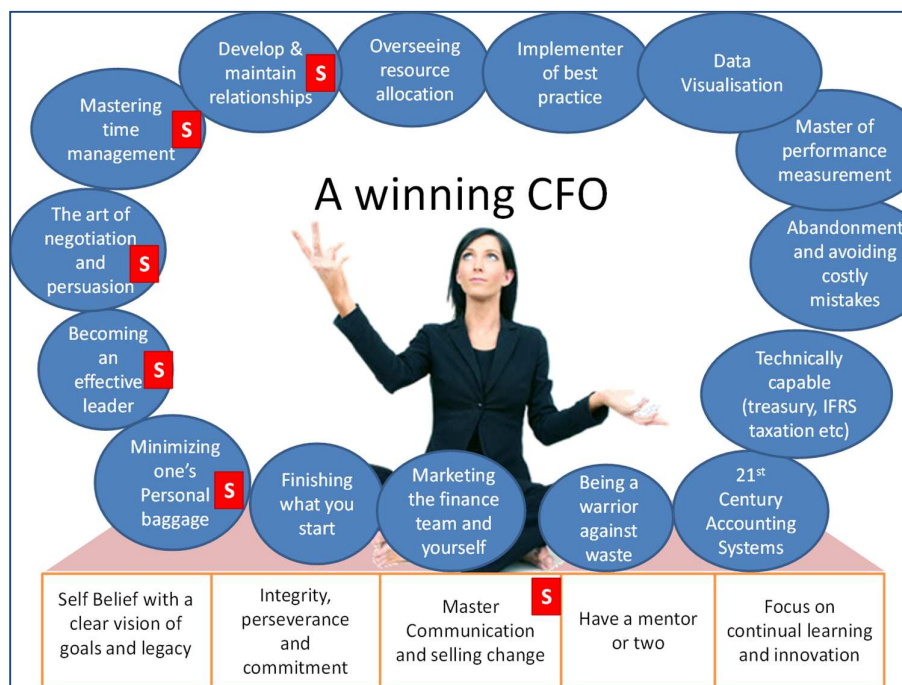 A winning CFO
Develop &
maintain
relationships
S
Overseeing
resource
allocation
Implementer
of best
practice
Data
Visualisation
Master of
performance
measurement
Abandonment
and avoiding
costly
mistakes
Technically
capable
(treasury, IFRS
taxation etc)
21st
Century
Accounting
Systems
Being a
warrior
against
waste
Marketing
the finance
team and
yourself
Finishing
what you
start
Minimizing
one's
Personal
baggage
S
Becoming
an
effective
leader
S
The art of
negotiation
and
persuasion
S
Mastering
time
management
S
Self Belief with a
clear vision of
goals and legacy
Integrity,
perseverance
and
commitment
S
Master
Communication
and selling change
Have a mentor
or two
Focus on
continual learning
and innovation